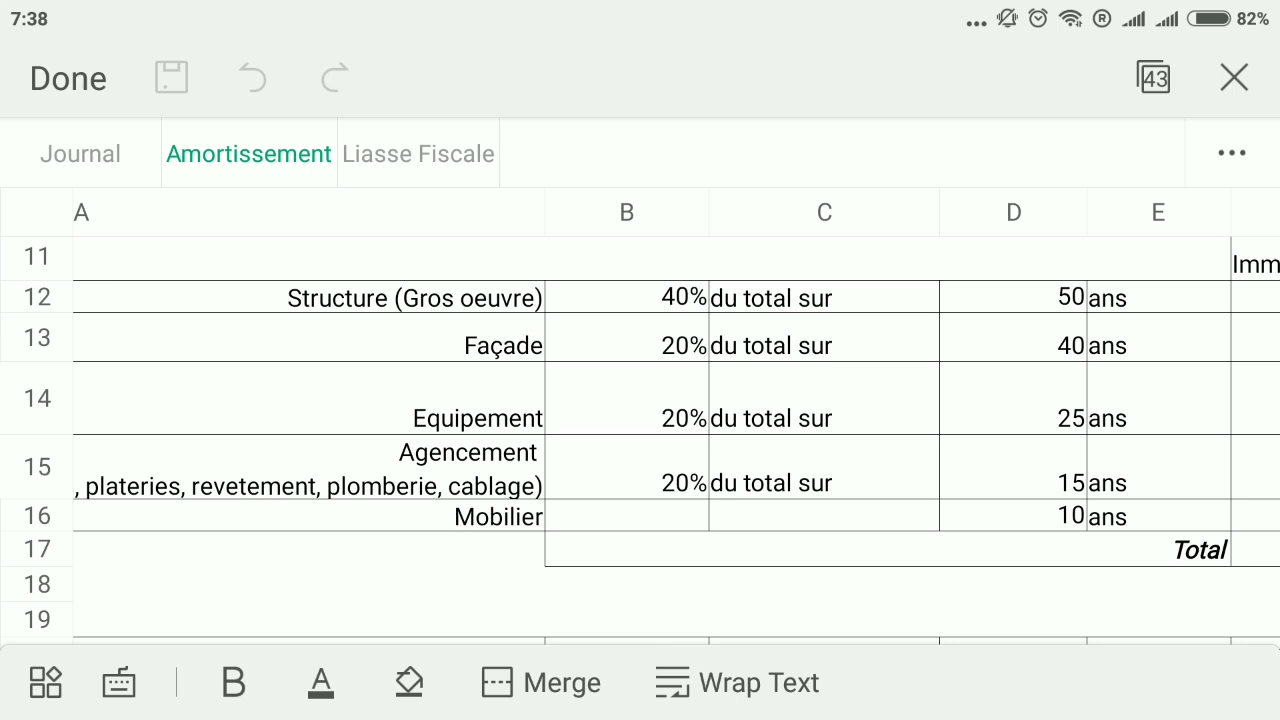 7:38 ... R 82%
Done 43
Journal Amortissement Liasse Fiscale ...
A B C D E
11 Imm
12 Structure (Gros oeuvre) 40% du total sur 50 ans
13 Façade 20% du total sur 40 ans
14 Equipement 20% du total sur 25 ans
Agencement
15 , plateries, revetement, plomberie, cablage) 20% du total sur 15 ans
16 Mobilier 10 ans
17 Total
18
19
B A Merge Wrap Text